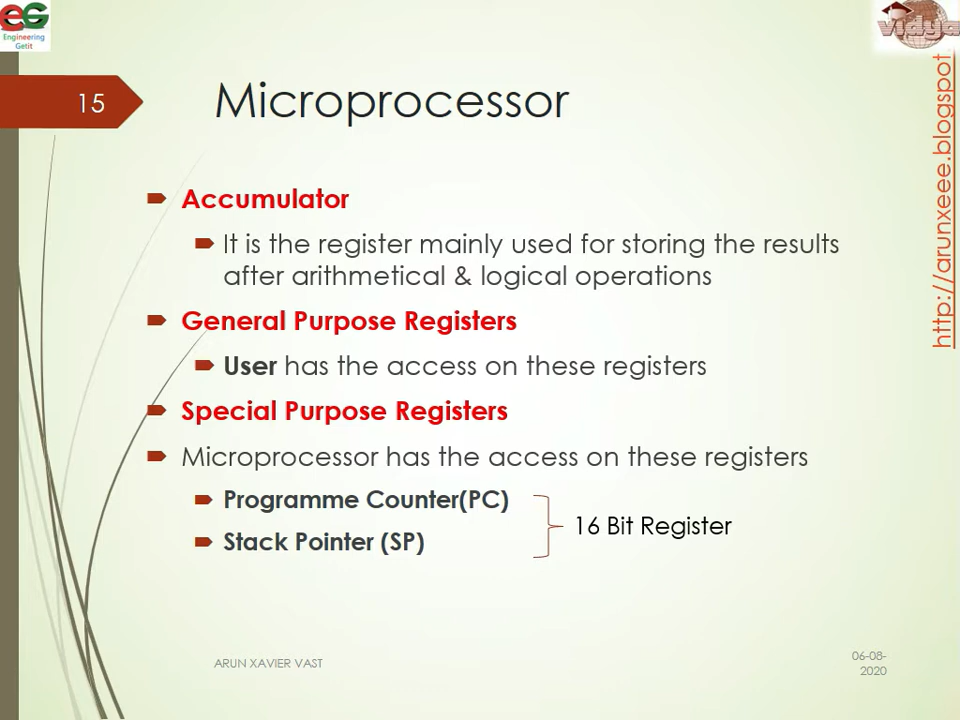 EG
Engineering
Getit
Vidya
http://arunxeee.blogspot.
15
Microprocessor
Accumulator
It is the register mainly used for storing the results
after arithmetical & logical operations
General Purpose Registers
User has the access on these registers
Special Purpose Registers
Microprocessor has the access on these registers
Programme Counter(PC)
Stack Pointer (SP)
16 Bit Register
ARUN XAVIER VAST
06-08-
2020